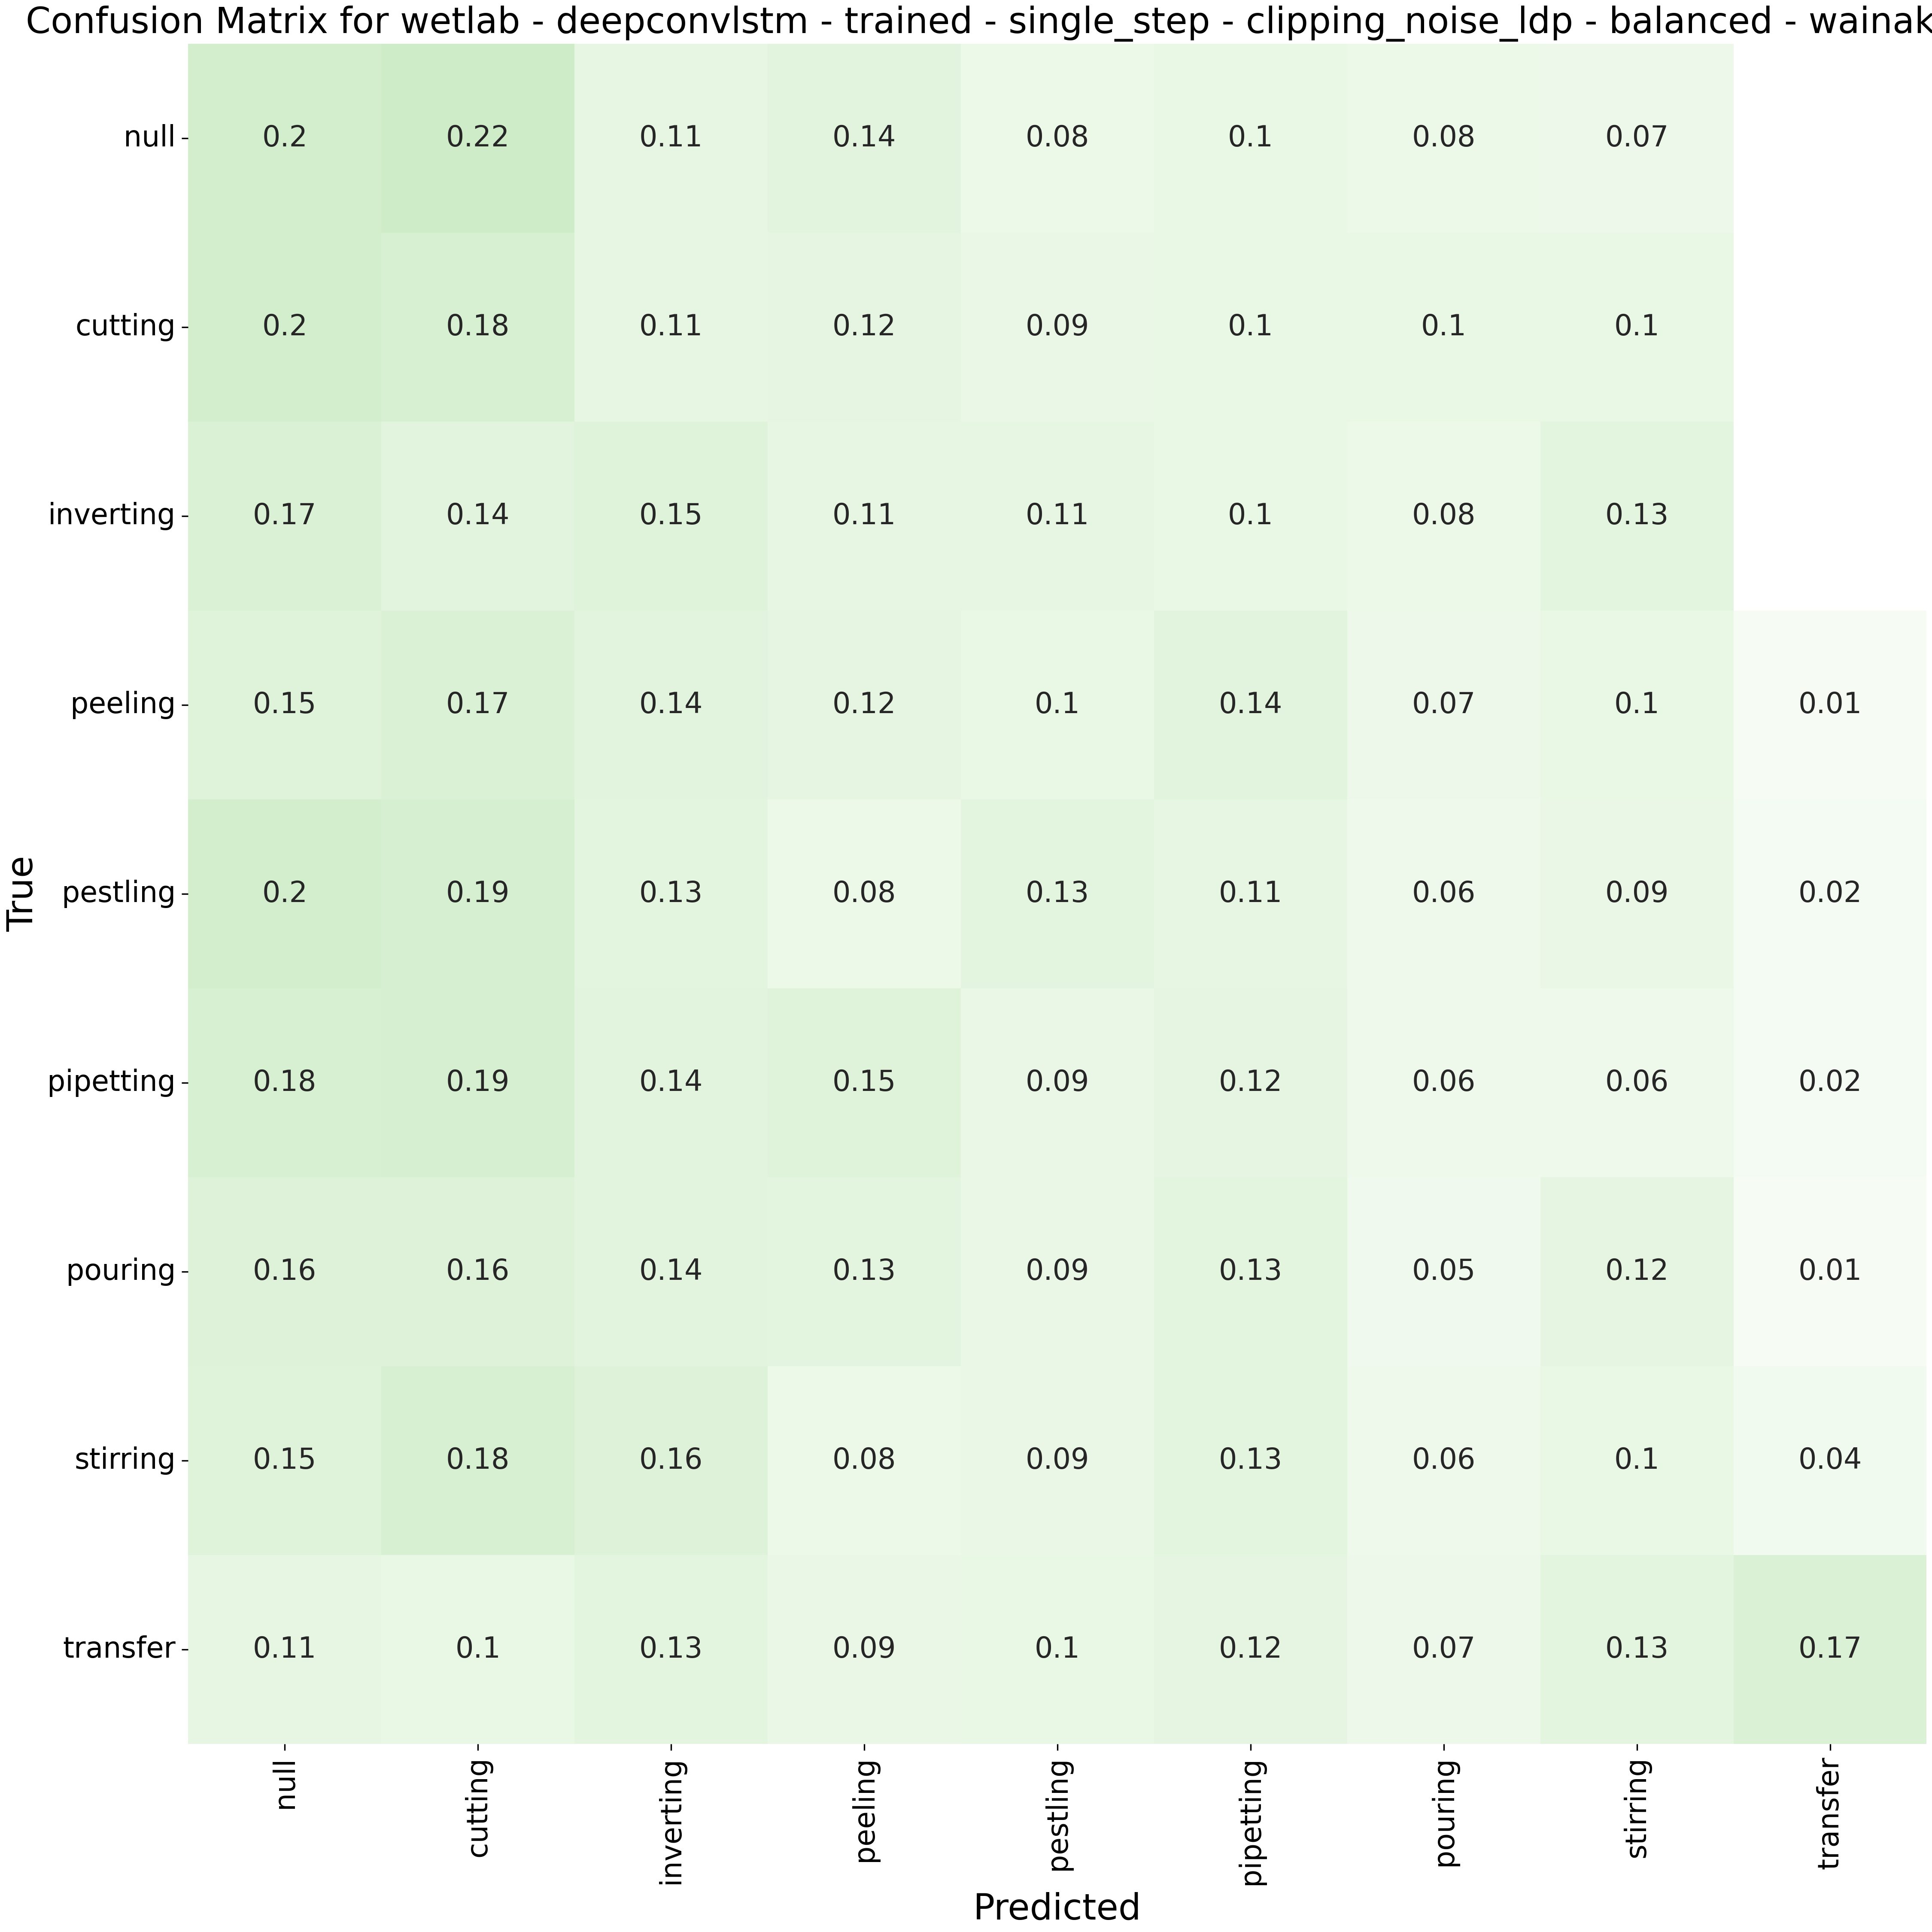 Confusion Matrix for wetlab - deepconvlstm - trained - single_step - clipping_noise_ldp - balanced - wainak
null 0.2 0.22 0.11 0.14 0.08 0.1 0.08 0.07
cutting 0.2 0.18 0.11 0.12 0.09 0.1 0.1 0.1
inverting 0.17 0.14 0.15 0.11 0.11 0.1 0.08 0.13
peeling 0.15 0.17 0.14 0.12 0.1 0.14 0.07 0.1 0.01
pestling 0.2 0.19 0.13 0.08 0.13 0.11 0.06 0.09 0.02
pipetting 0.18 0.19 0.14 0.15 0.09 0.12 0.06 0.06 0.02
pouring 0.16 0.16 0.14 0.13 0.09 0.13 0.05 0.12 0.01
stirring 0.15 0.18 0.16 0.08 0.09 0.13 0.06 0.1 0.04
transfer 0.11 0.1 0.13 0.09 0.1 0.12 0.07 0.13 0.17
True
null cutting inverting peeling pestling pipetting pouring stirring transfer
Predicted